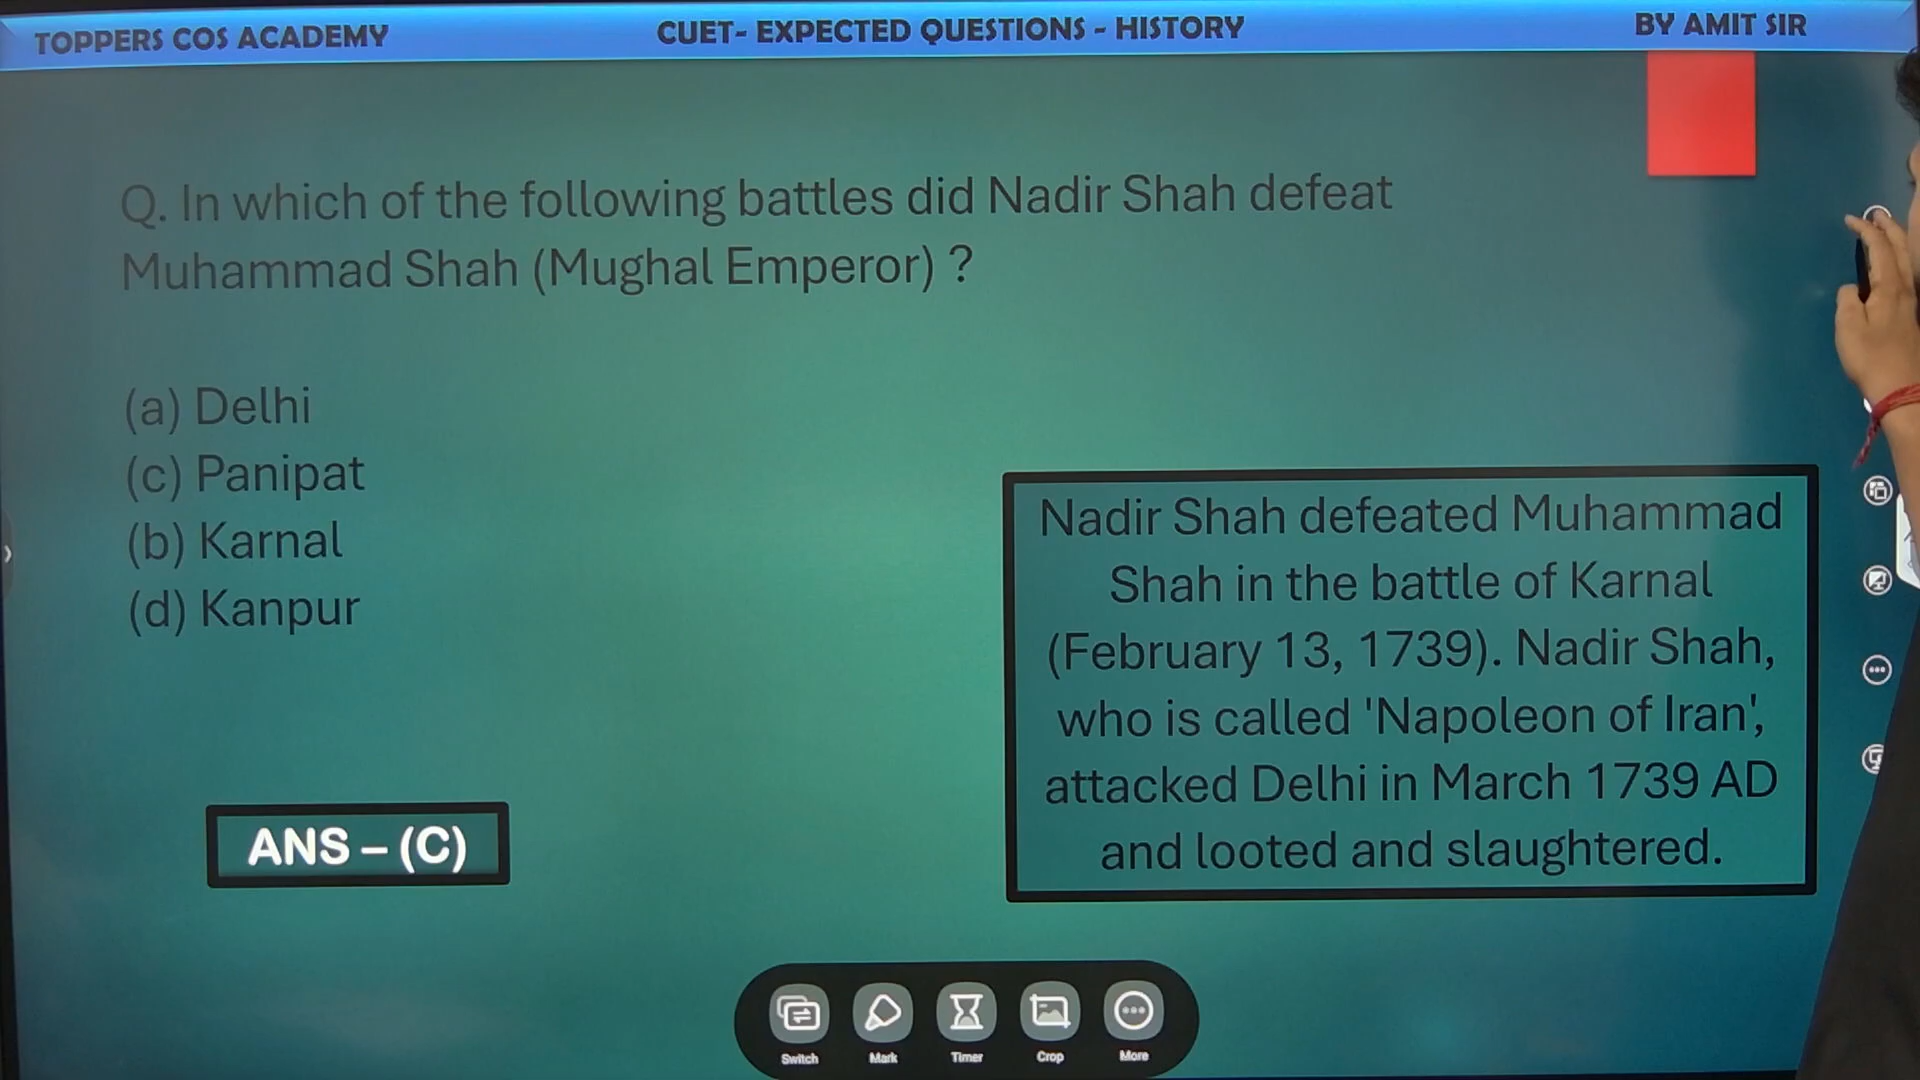 TOPPERS COS ACADEMY
CUET- EXPECTED QUESTIONS - HISTORY
BY AMIT SIR
Q. In which of the following battles did Nadir Shah defeat
Muhammad Shah (Mughal Emperor) ?
(a) Delhi
(c) Panipat
(b) Karnal
(d) Kanpur
ANS – (C)
Nadir Shah defeated Muhammad
Shah in the battle of Karnal
(February 13, 1739). Nadir Shah,
who is called 'Napoleon of Iran',
attacked Delhi in March 1739 AD
and looted and slaughtered.
Switch
Mark
Timer
Crop
More